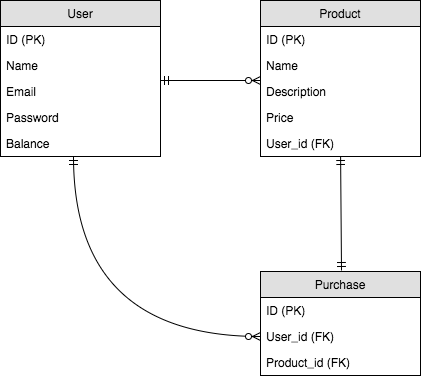 User
ID (PK)
Name
Email
Password
Balance
Product
ID (PK)
Name
Description
Price
User_id (FK)
Purchase
ID (PK)
User_id (FK)
Product_id (FK)